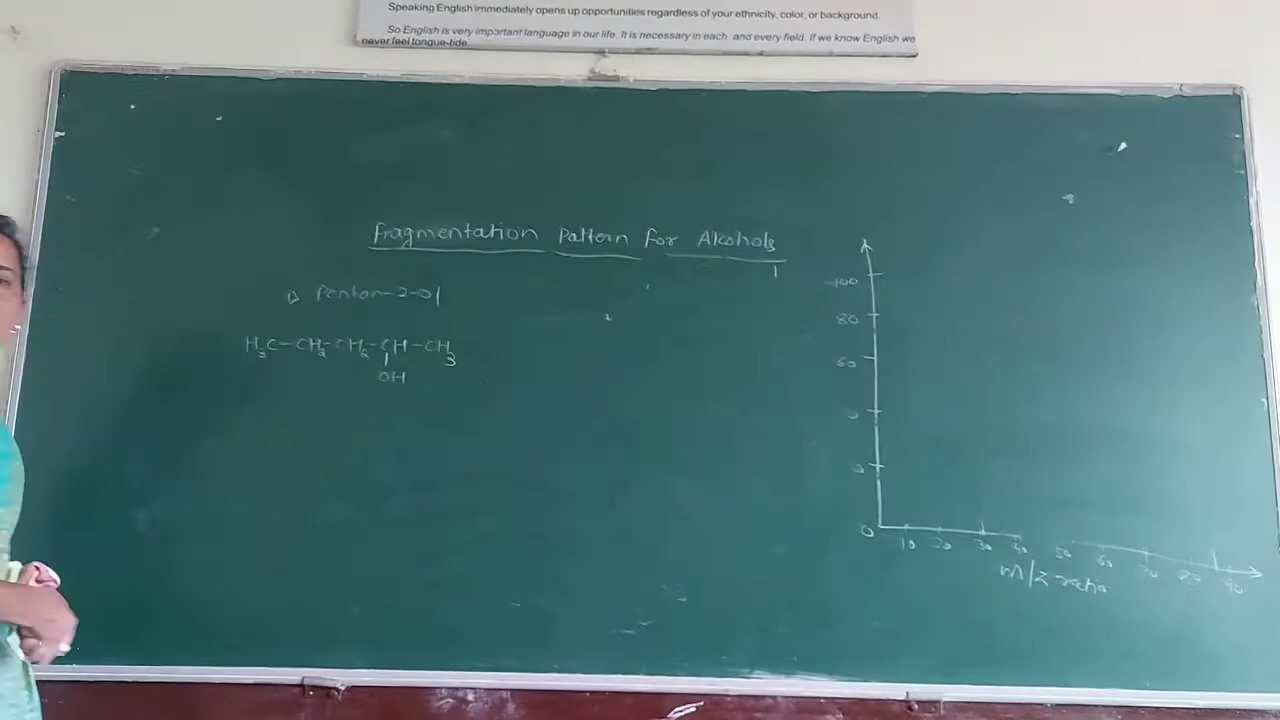 Speaking English immediately opens up opportunities regardless of your ethnicity, color, or background.
So English is very important language in our life. It is necessary in each and every field. If we know English we
never feel tongue-tide
Fragmentation Pattern for Alcohols
1) Pentan-2-ol
H3C-CH2-CH2-CH-CH3
OH
100
80
60
0
0
0
10 20 30 40 50 60 70 80 90
m/z ratio